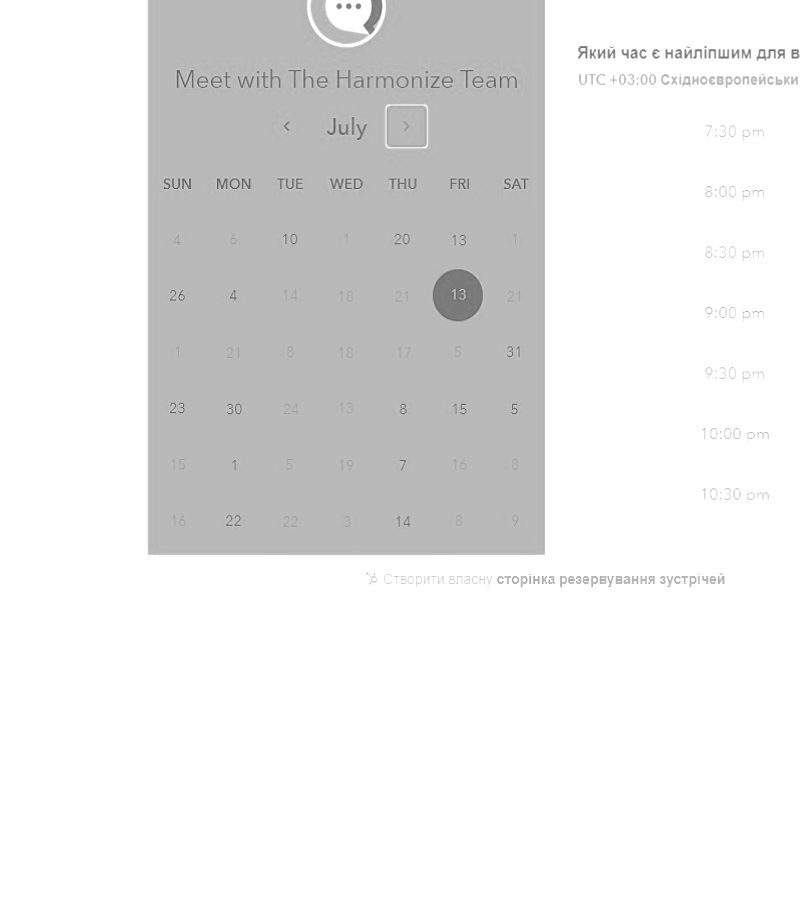 Meet with The Harmonize Team
July
SUN MON TUE WED THU FRI SAT
4 6 10 1 20 13 1
26 4 14 18 21 13 21
1 21 8 18 17 5 31
23 30 24 13 8 15 5
15 1 5 19 7 16 8
16 22 22 3 14 8 9
Який час є найліпшим для в
UTC +03:00 Східноєвропейськи
7:30 pm
8:00 pm
8:30 pm
9:00 pm
9:30 pm
10:00 pm
10:30 pm
Створити власну сторінка резервування зустрічей